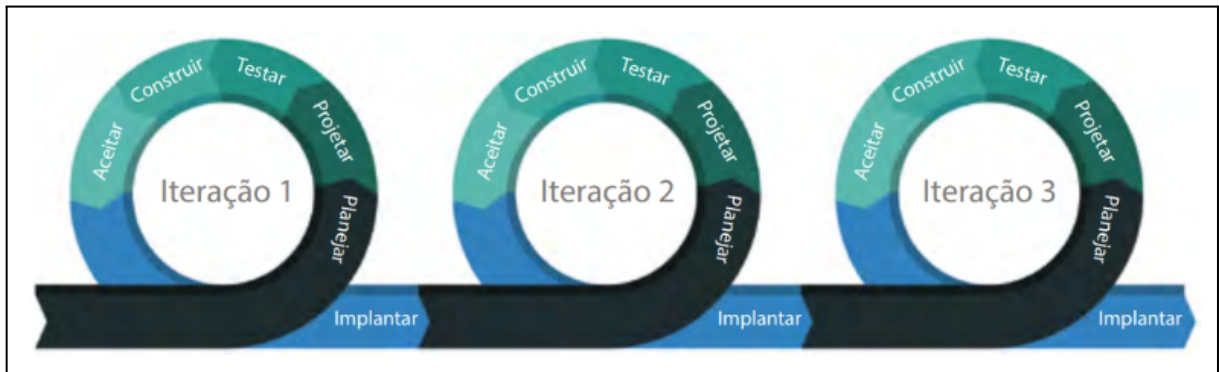 Construir
Testar
Aceitar
Projetar
Iteração 1
Planejar
Implantar
Construir
Testar
Aceitar
Projetar
Iteração 2
Planejar
Implantar
Construir
Testar
Aceitar
Projetar
Iteração 3
Planejar
Implantar